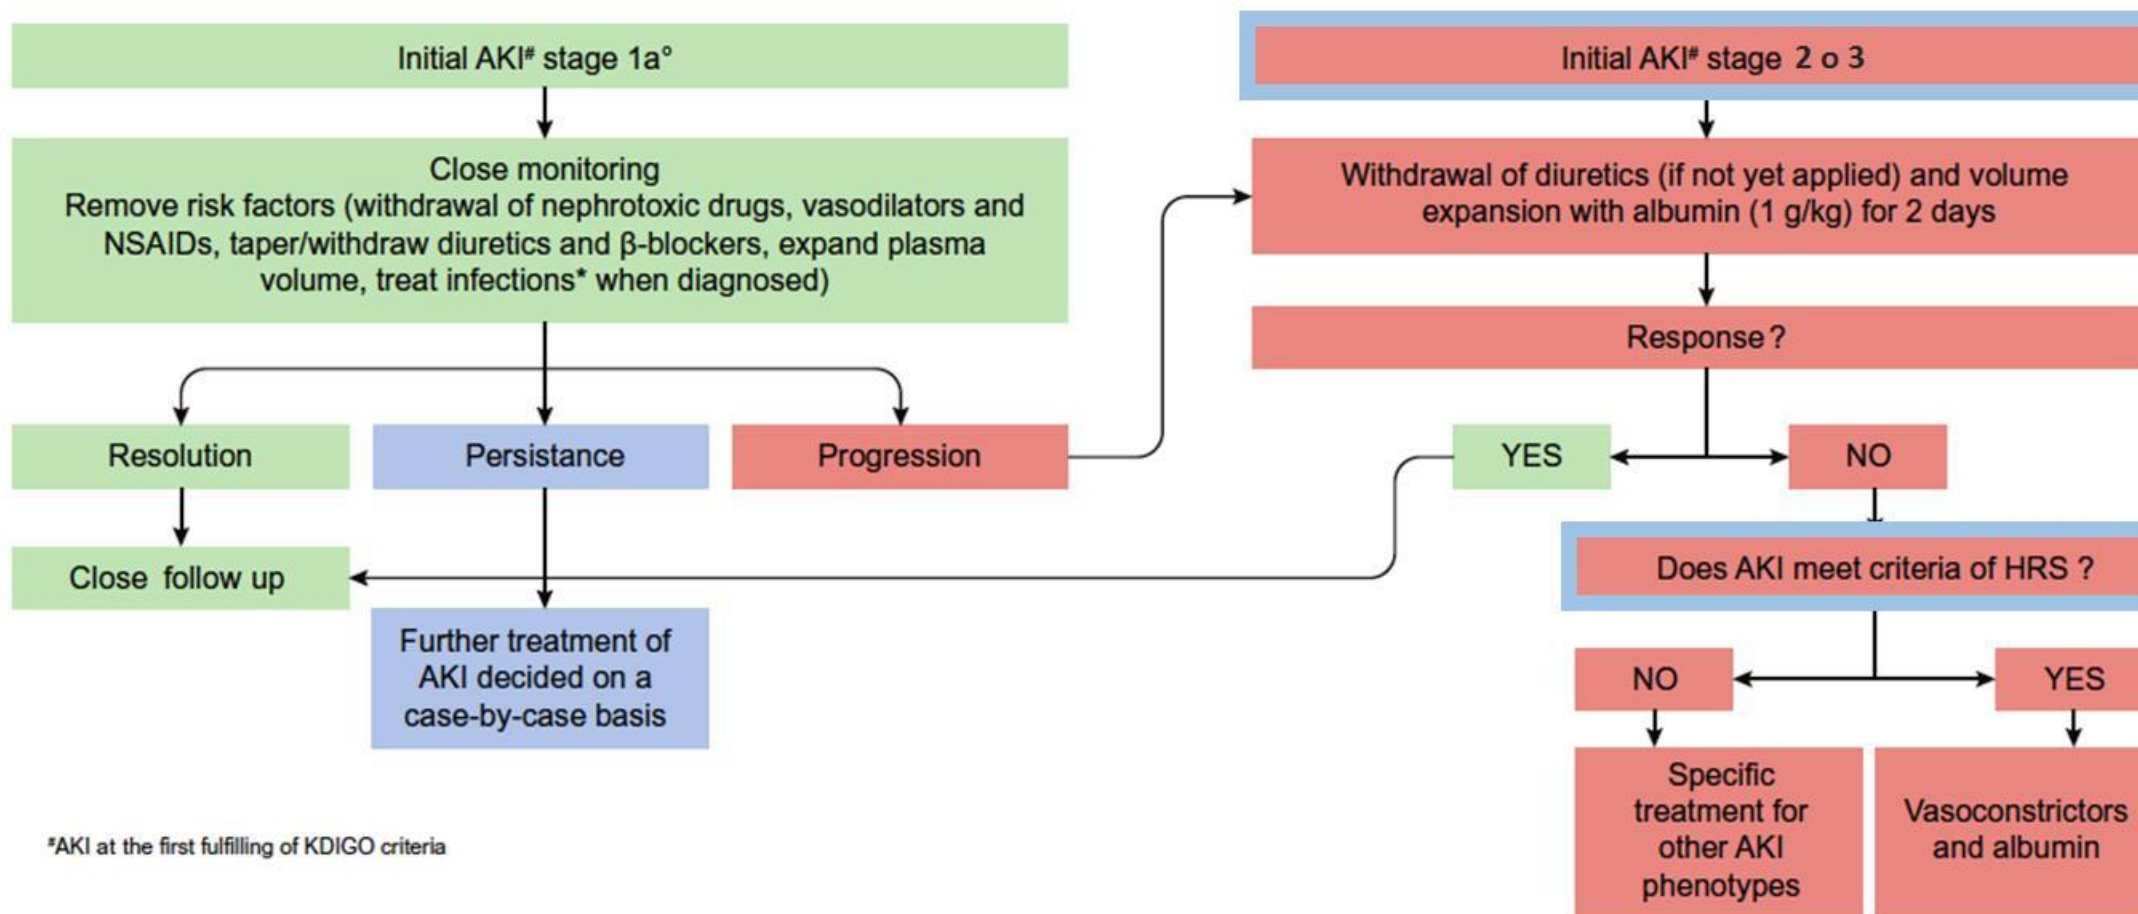 Initial AKI# stage 1a°
Close monitoring
Remove risk factors (withdrawal of nephrotoxic drugs, vasodilators and
NSAIDs, taper/withdraw diuretics and β-blockers, expand plasma
volume, treat infections* when diagnosed)
Resolution
Persistance
Progression
Close follow up
Further treatment of
AKI decided on a
case-by-case basis
#AKI at the first fulfilling of KDIGO criteria
Initial AKI# stage 2 o 3
Withdrawal of diuretics (if not yet applied) and volume
expansion with albumin (1 g/kg) for 2 days
Response ?
YES
NO
Does AKI meet criteria of HRS ?
NO
YES
Specific
treatment for
other AKI
phenotypes
Vasoconstrictors
and albumin